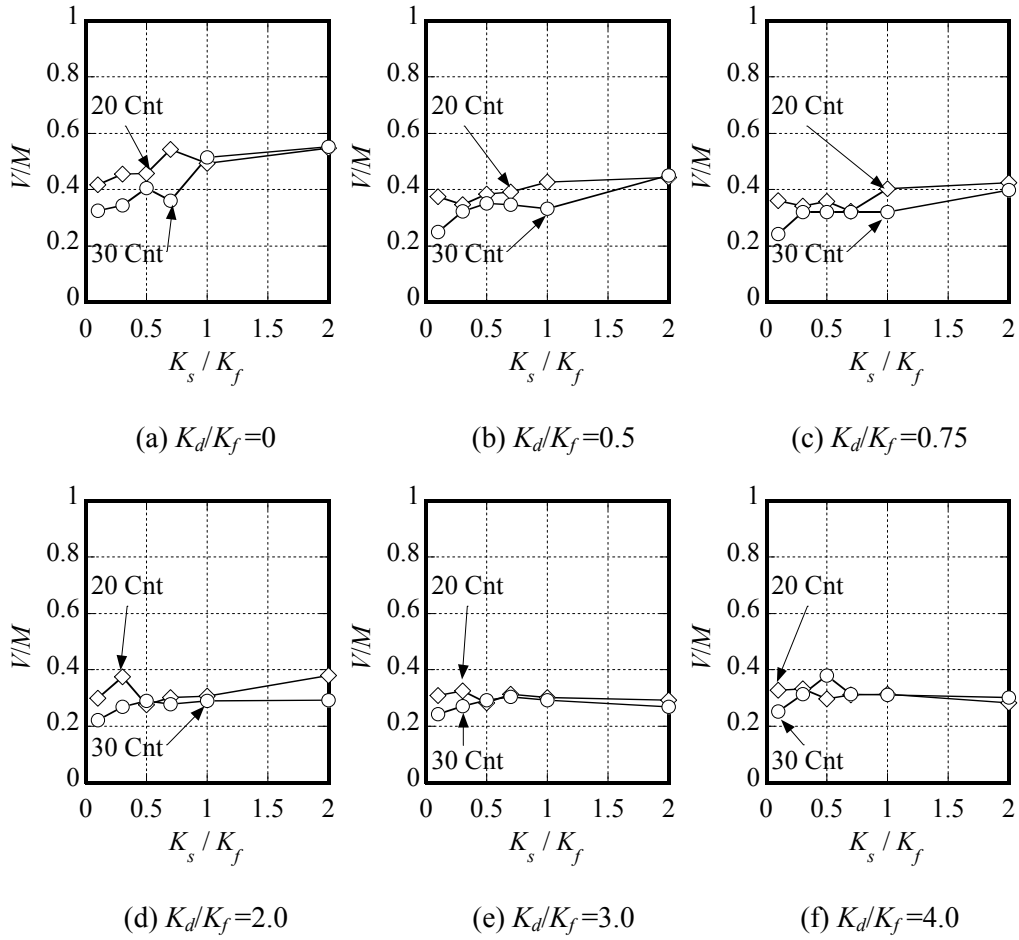 1
0.8
0.6
0.4
0.2
0
V/M
20 Cnt
30 Cnt
0 0.5 1 1.5 2
K_s / K_f
(a) K_d/K_f =0
1
0.8
0.6
0.4
0.2
0
V/M
20 Cnt
30 Cnt
0 0.5 1 1.5 2
K_s / K_f
(b) K_d/K_f =0.5
1
0.8
0.6
0.4
0.2
0
V/M
20 Cnt
30 Cnt
0 0.5 1 1.5 2
K_s / K_f
(c) K_d/K_f =0.75
1
0.8
0.6
0.4
0.2
0
V/M
20 Cnt
30 Cnt
0 0.5 1 1.5 2
K_s / K_f
(d) K_d/K_f =2.0
1
0.8
0.6
0.4
0.2
0
V/M
20 Cnt
30 Cnt
0 0.5 1 1.5 2
K_s / K_f
(e) K_d/K_f =3.0
1
0.8
0.6
0.4
0.2
0
V/M
20 Cnt
30 Cnt
0 0.5 1 1.5 2
K_s / K_f
(f) K_d/K_f =4.0